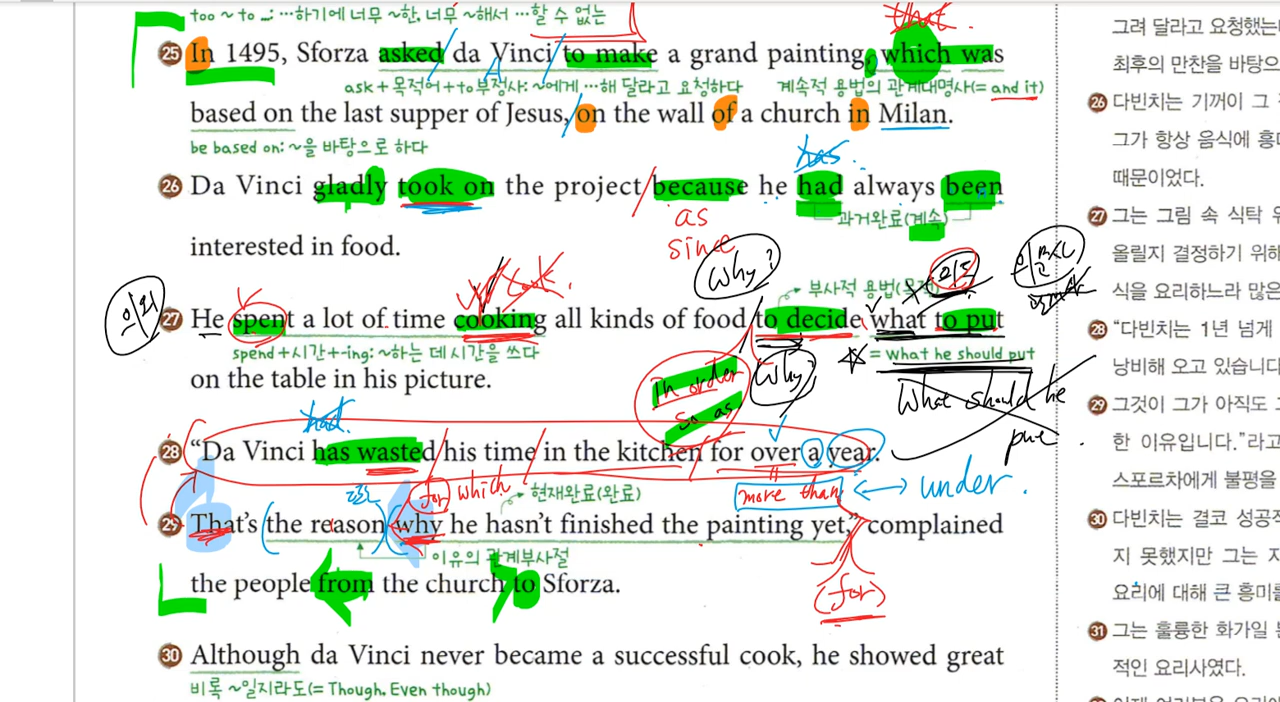 too ~ to …: …하기에 너무 ~한, 너무 ~해서 …할 수 없는
that
㉕ In 1495, Sforza asked da Vinci to make a grand painting, which was
ask+목적어+to부정사: ~에게 …해 달라고 요청하다 계속적 용법의 관계대명사(= and it)
based on the last supper of Jesus, on the wall of a church in Milan.
be based on: ~을 바탕으로 하다
has
㉖ Da Vinci gladly took on the project because he had always been
as 과거완료(계속)
since
interested in food.
Why?
의
의
to cook 부사적 용법(목적)
㉗ He spent a lot of time cooking all kinds of food to decide what to put
spend+시간+-ing: ~하는 데 시간을 쓰다 = what he should put
on the table in his picture.
In order Why?
so as What should he
put.
had
㉘ “Da Vinci has wasted his time in the kitchen for over a year.
for which 현재완료(완료) more than under.
㉙ That's the reason why he hasn't finished the painting yet,” complained
이유의 관계부사절
the people from the church to Sforza.
(for)
㉚ Although da Vinci never became a successful cook, he showed great
비록 ~일지라도(= Though, Even though)
그려 달라고 요청했는
최후의 만찬을 바탕으
㉖ 다빈치는 기꺼이 그
그가 항상 음식에 흥
때문이었다.
㉗ 그는 그림 속 식탁
올릴지 결정하기 위해
식을 요리하느라 많은
㉘ “다빈치는 1년 넘게
낭비해 오고 있습니다
㉙ 그것이 그가 아직도
한 이유입니다.”라고
스포르차에게 불평을
㉚ 다빈치는 결코 성공
지 못했지만 그는
요리에 대해 큰 흥미를
㉛ 그는 훌륭한 화가일
적인 요리사였다.